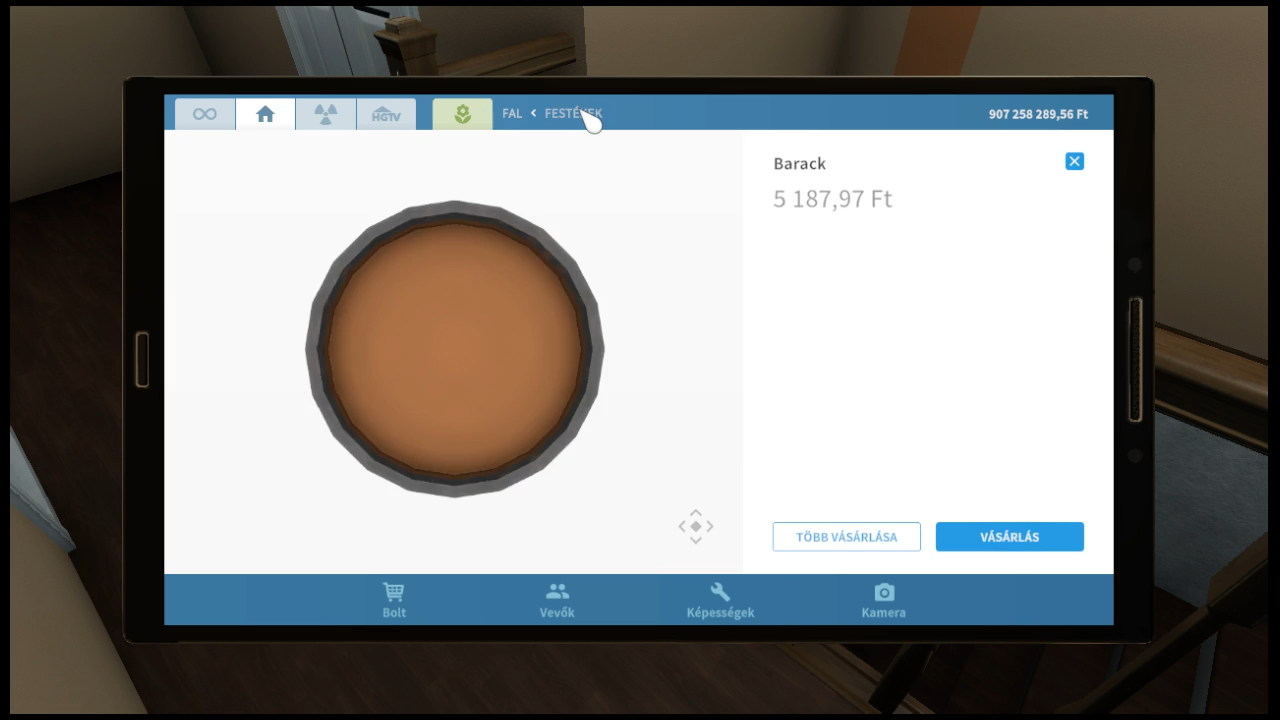 HGTV
FAL < FESTÉKEK
907 258 289,56 Ft
Barack
5 187,97 Ft
TÖBB VÁSÁRLÁSA
VÁSÁRLÁS
Bolt
Vevők
Képességek
Kamera